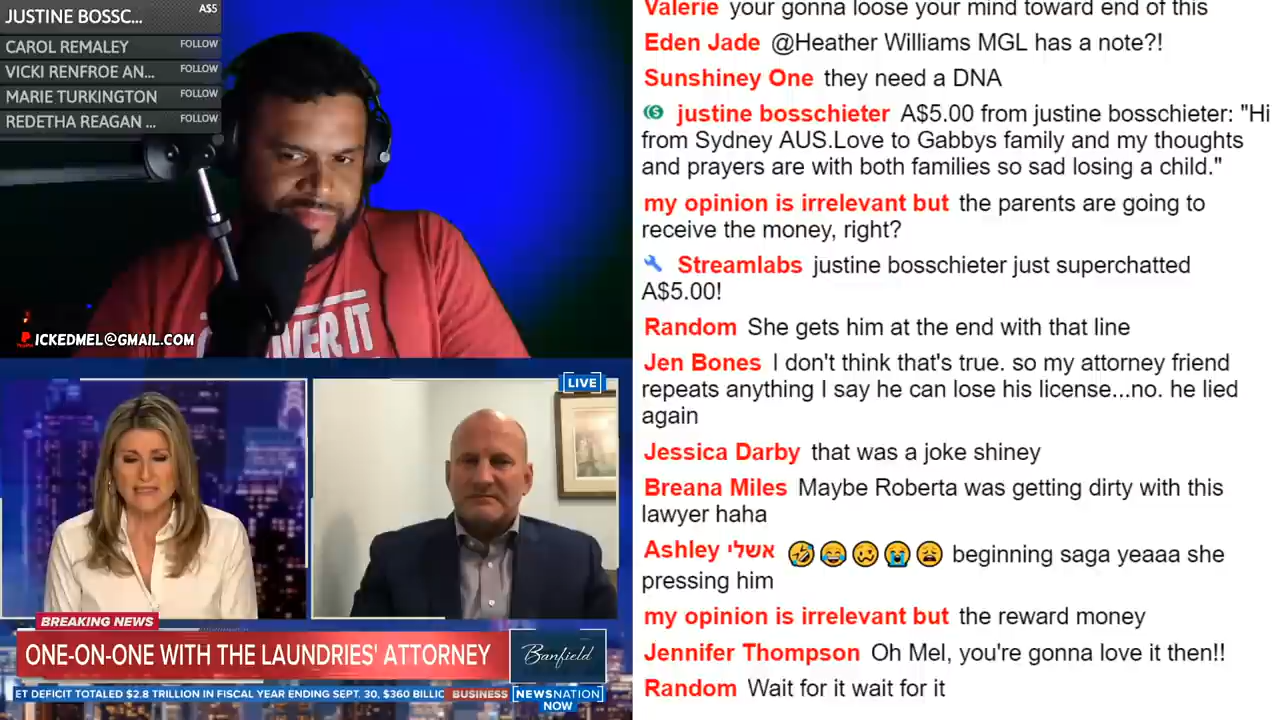 JUSTINE BOSSC...
A$5
CAROL REMALEY
FOLLOW
VICKI RENFROE AN...
FOLLOW
MARIE TURKINGTON
FOLLOW
REDETHA REAGAN ...
FOLLOW
OVER IT
ICKEDMEL@GMAIL.COM
LIVE
BREAKING NEWS
ONE-ON-ONE WITH THE LAUNDRIES' ATTORNEY
Banfield
ET DEFICIT TOTALED $2.8 TRILLION IN FISCAL YEAR ENDING SEPT. 30, $360 BILLIC
BUSINESS
NEWSNATION
NOW
Valerie your gonna loose your mind toward end of this
Eden Jade @Heather Williams MGL has a note?!
Sunshiney One they need a DNA
justine bosschieter A$5.00 from justine bosschieter: "Hi
from Sydney AUS.Love to Gabbys family and my thoughts
and prayers are with both families so sad losing a child."
my opinion is irrelevant but the parents are going to
receive the money, right?
Streamlabs justine bosschieter just superchatted
A$5.00!
Random She gets him at the end with that line
Jen Bones I don't think that's true. so my attorney friend
repeats anything I say he can lose his license...no. he lied
again
Jessica Darby that was a joke shiney
Breana Miles Maybe Roberta was getting dirty with this
lawyer haha
Ashley אשלי 🤣😂🥴😭😩 beginning saga yeaaa she
pressing him
my opinion is irrelevant but the reward money
Jennifer Thompson Oh Mel, you're gonna love it then!!
Random Wait for it wait for it